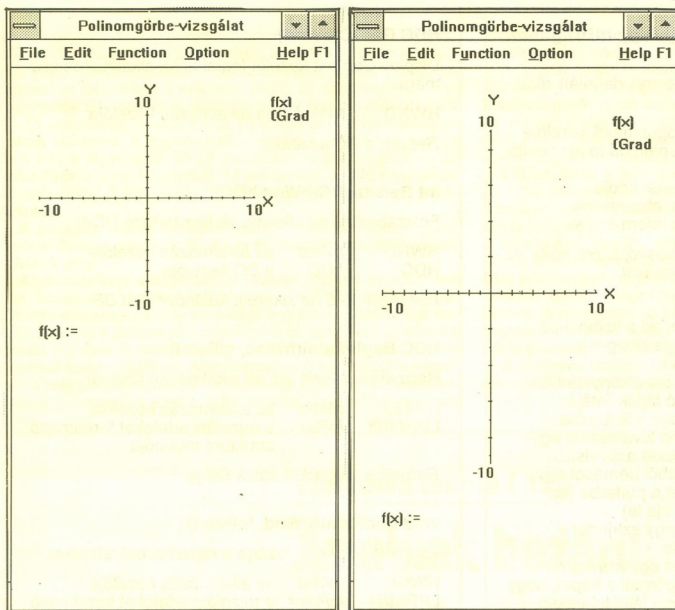 Polinomgörbe-vizsgálat
File Edit Function Option Help F1
Y
10
f(x)
(Grad
-10
10
X
-10
f(x) :=
Polinomgörbe-vizsgálat
File Edit Function Option Help F1
Y
10
f(x)
(Grad
-10
10
X
-10
f(x) :=